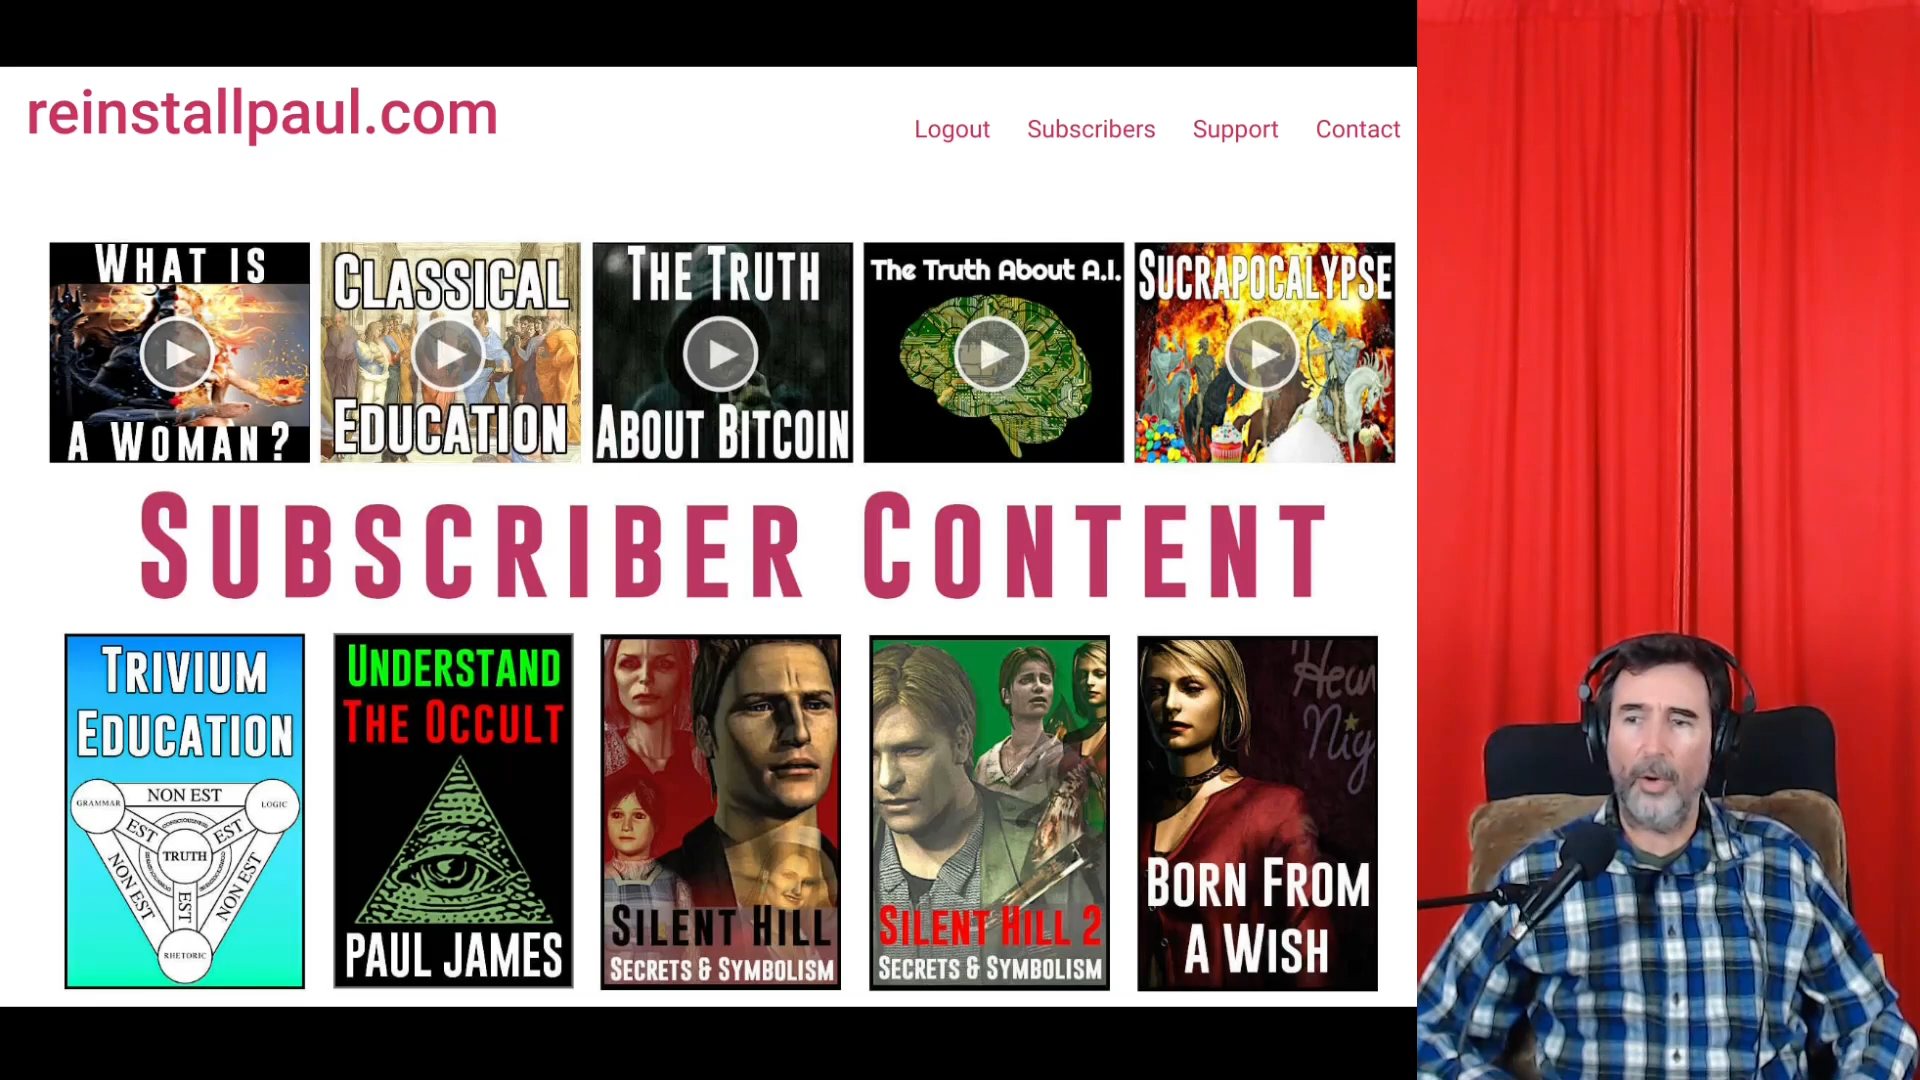 reinstallpaul.com
Logout Subscribers Support Contact
WHAT IS
A WOMAN?
CLASSICAL
EDUCATION
THE TRUTH
ABOUT BITCOIN
The Truth About A.I.
SUCRAPOCALYPSE
SUBSCRIBER CONTENT
TRIVIUM
EDUCATION
GRAMMAR
NON EST
LOGIC
EST
EST
TRUTH
NON EST
EST
NON EST
RHETORIC
UNDERSTAND
THE OCCULT
PAUL JAMES
SILENT HILL
SECRETS & SYMBOLISM
SILENT HILL 2
SECRETS & SYMBOLISM
BORN FROM
A WISH